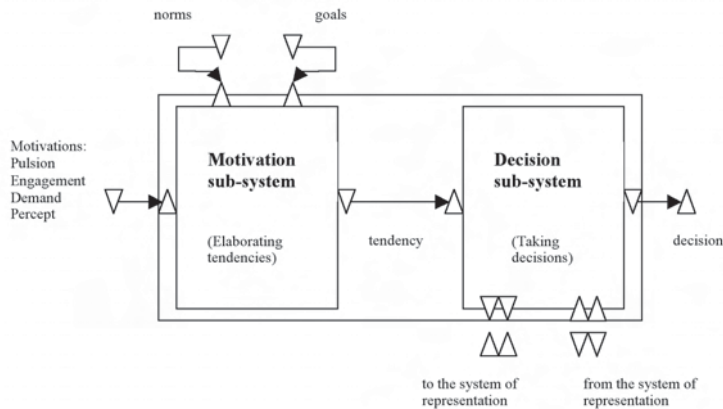 norms
goals
Motivations:
Pulsion
Engagement
Demand
Percept
Motivation
sub-system
(Elaborating
tendencies)
tendency
Decision
sub-system
(Taking
decisions)
decision
to the system of
representation
from the system of
representation